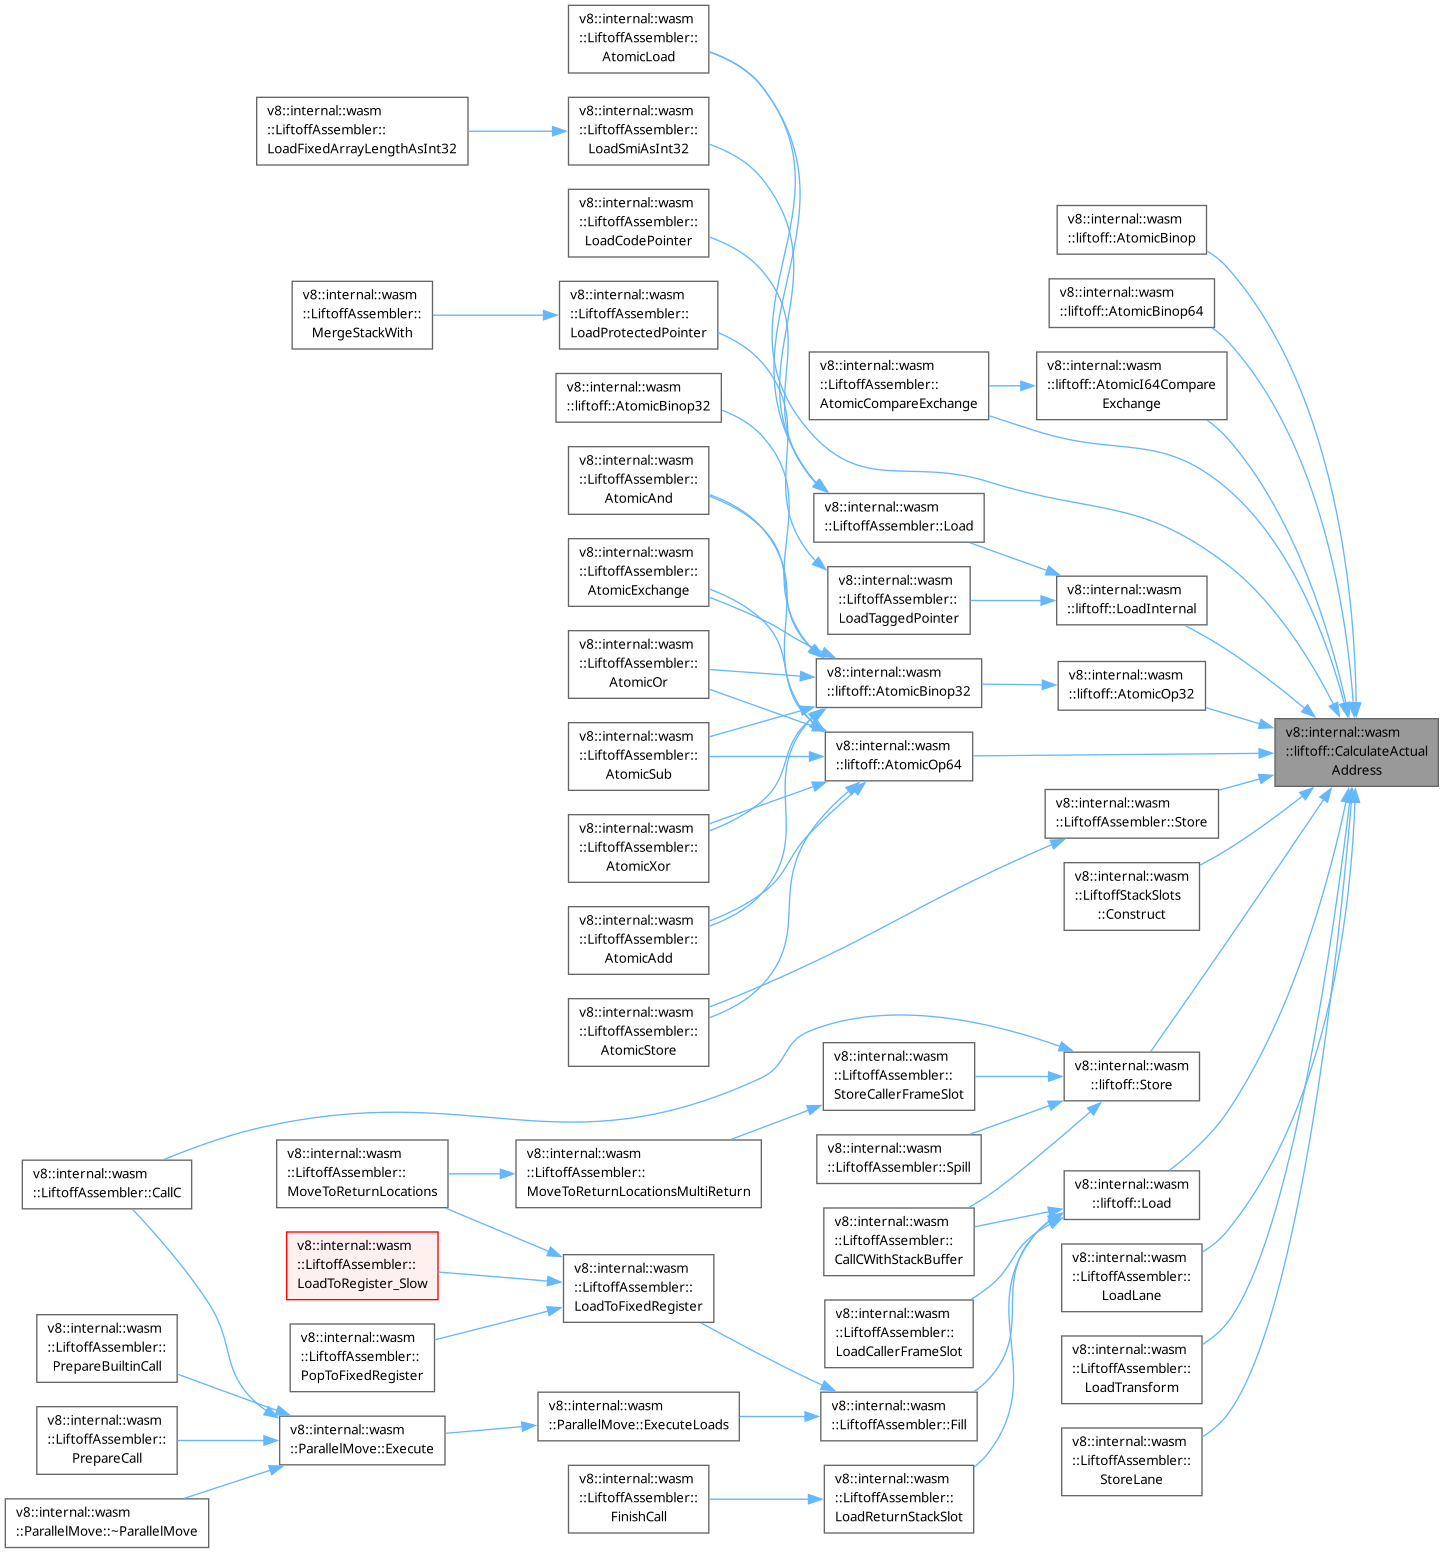 v8::internal::wasm
::LiftoffAssembler::
AtomicLoad
v8::internal::wasm
::LiftoffAssembler::
LoadFixedArrayLengthAsInt32
v8::internal::wasm
::LiftoffAssembler::
LoadSmiAsInt32
v8::internal::wasm
::LiftoffAssembler::
LoadCodePointer
v8::internal::wasm
::liftoff::AtomicBinop
v8::internal::wasm
::LiftoffAssembler::
MergeStackWith
v8::internal::wasm
::LiftoffAssembler::
LoadProtectedPointer
v8::internal::wasm
::liftoff::AtomicBinop64
v8::internal::wasm
::liftoff::AtomicBinop32
v8::internal::wasm
::LiftoffAssembler::
AtomicCompareExchange
v8::internal::wasm
::liftoff::AtomicI64Compare
Exchange
v8::internal::wasm
::LiftoffAssembler::
AtomicAnd
v8::internal::wasm
::LiftoffAssembler::Load
v8::internal::wasm
::LiftoffAssembler::
AtomicExchange
v8::internal::wasm
::LiftoffAssembler::
LoadTaggedPointer
v8::internal::wasm
::liftoff::LoadInternal
v8::internal::wasm
::LiftoffAssembler::
AtomicOr
v8::internal::wasm
::liftoff::AtomicBinop32
v8::internal::wasm
::liftoff::AtomicOp32
v8::internal::wasm
::LiftoffAssembler::
AtomicSub
v8::internal::wasm
::liftoff::AtomicOp64
v8::internal::wasm
::liftoff::CalculateActual
Address
v8::internal::wasm
::LiftoffAssembler::Store
v8::internal::wasm
::LiftoffAssembler::
AtomicXor
v8::internal::wasm
::LiftoffStackSlots
::Construct
v8::internal::wasm
::LiftoffAssembler::
AtomicAdd
v8::internal::wasm
::LiftoffAssembler::
AtomicStore
v8::internal::wasm
::LiftoffAssembler::
StoreCallerFrameSlot
v8::internal::wasm
::liftoff::Store
v8::internal::wasm
::LiftoffAssembler::CallC
v8::internal::wasm
::LiftoffAssembler::
MoveToReturnLocations
v8::internal::wasm
::LiftoffAssembler::
MoveToReturnLocationsMultiReturn
v8::internal::wasm
::LiftoffAssembler::Spill
v8::internal::wasm
::liftoff::Load
v8::internal::wasm
::LiftoffAssembler::
CallCWithStackBuffer
v8::internal::wasm
::LiftoffAssembler::
LoadToRegister_Slow
v8::internal::wasm
::LiftoffAssembler::
LoadToFixedRegister
v8::internal::wasm
::LiftoffAssembler::
LoadLane
v8::internal::wasm
::LiftoffAssembler::
PrepareBuiltinCall
v8::internal::wasm
::LiftoffAssembler::
PopToFixedRegister
v8::internal::wasm
::LiftoffAssembler::
LoadCallerFrameSlot
v8::internal::wasm
::LiftoffAssembler::
LoadTransform
v8::internal::wasm
::LiftoffAssembler::
PrepareCall
v8::internal::wasm
::ParallelMove::Execute
v8::internal::wasm
::ParallelMove::ExecuteLoads
v8::internal::wasm
::LiftoffAssembler::Fill
v8::internal::wasm
::LiftoffAssembler::
StoreLane
v8::internal::wasm
::ParallelMove::~ParallelMove
v8::internal::wasm
::LiftoffAssembler::
FinishCall
v8::internal::wasm
::LiftoffAssembler::
LoadReturnStackSlot